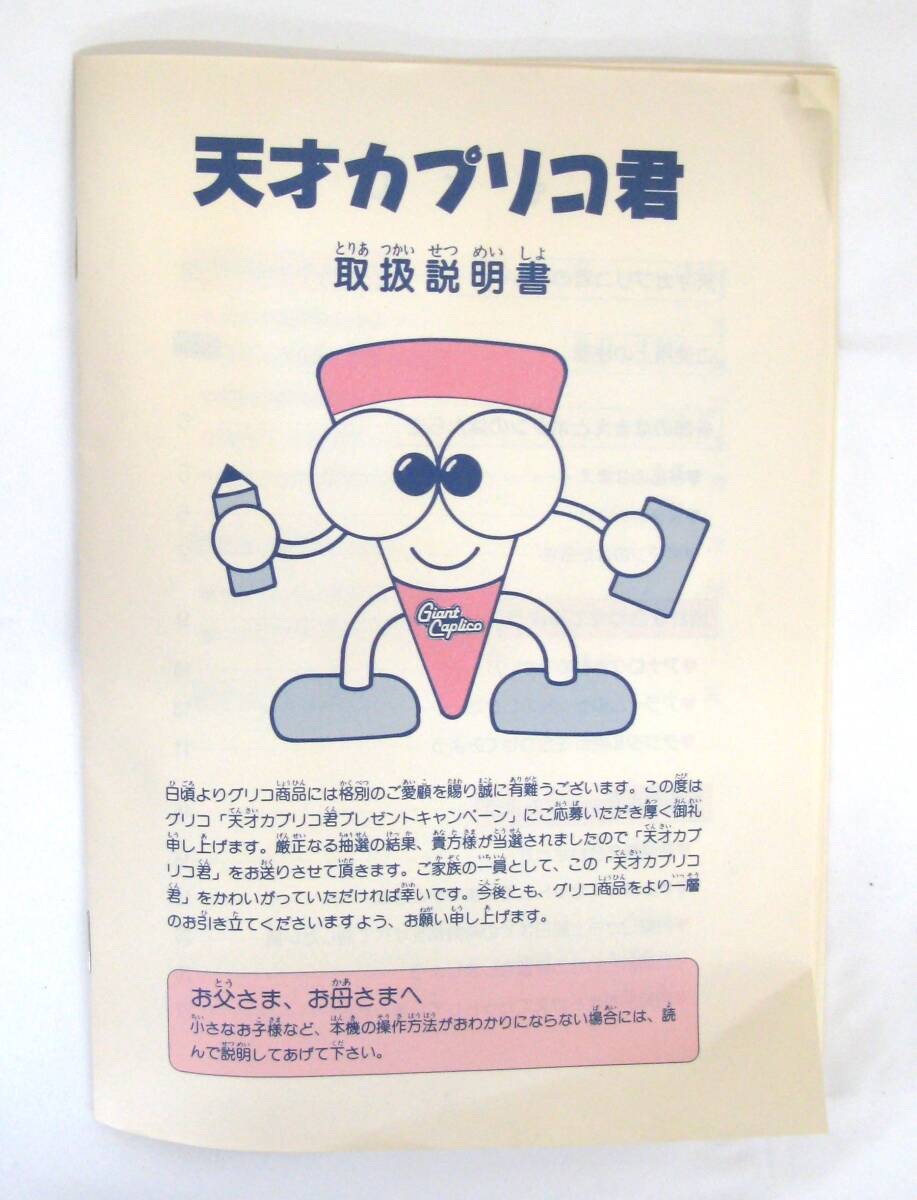 天才カプリコ君
とりあ つかい せつ めい しょ
取扱説明書
Giant
Caplico
日頃よりグリコ商品には格別のご愛顧を賜り誠に有難うございます。この度は
グリコ「天才カプリコ君プレゼントキャンペーン」にご応募いただき厚く御礼
申し上げます。厳正なる抽選の結果、貴方様が当選されましたので「天才カプ
リコ君」をお送りさせて頂きます。ご家族の一員として、この「天才カプリコ
君」をかわいがっていただければ幸いです。今後とも、グリコ商品をより一層
のお引き立てくださいますよう、お願い申し上げます。
お父さま、お母さまへ
小さなお子様など、本機の操作方法がおわかりにならない場合には、読
んで説明してあげて下さい。